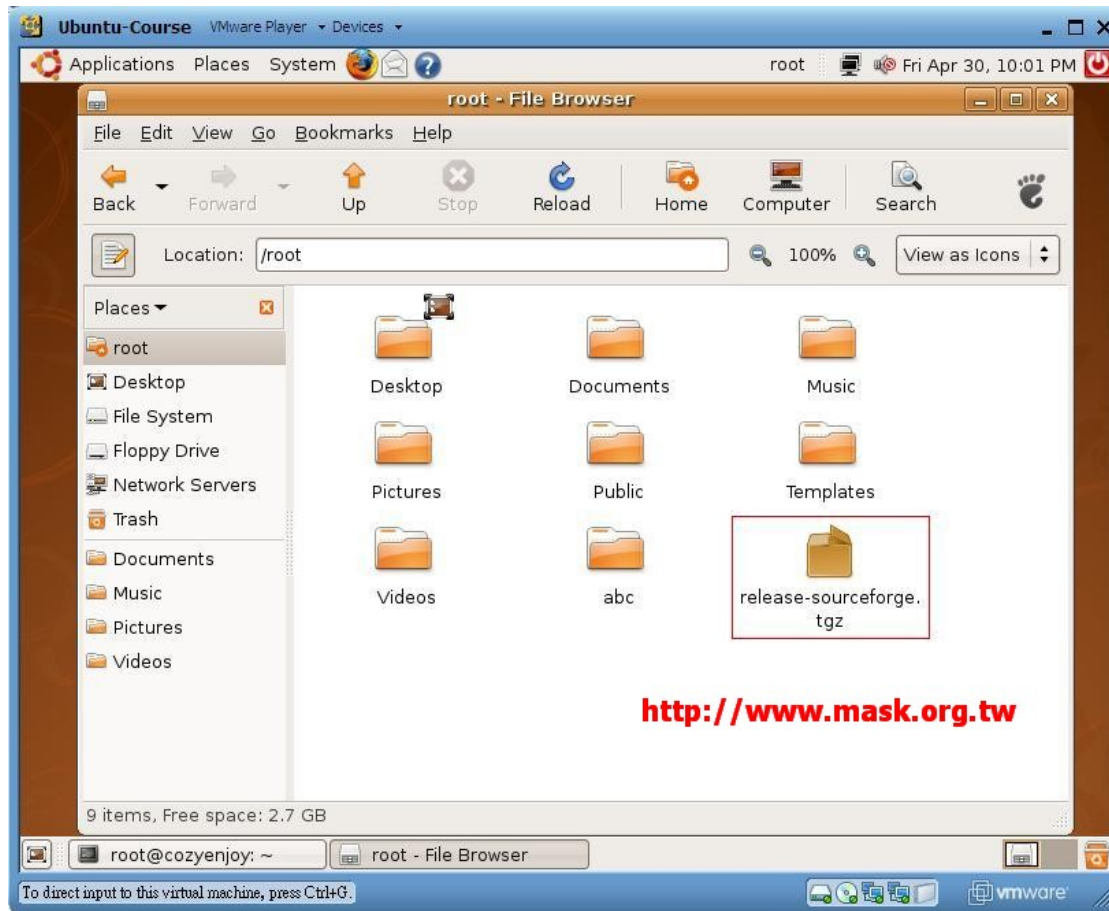 Ubuntu-Course VMware Player Devices
Applications Places System root Fri Apr 30, 10:01 PM
root - File Browser
File Edit View Go Bookmarks Help
Back Forward Up Stop Reload Home Computer Search
Location: /root 100% View as Icons
Places
root
Desktop
File System
Floppy Drive
Network Servers
Trash
Documents
Music
Pictures
Videos
Desktop Documents Music
Pictures Public Templates
Videos abc release-sourceforge.
tgz
http://www.mask.org.tw
9 items, Free space: 2.7 GB
root@cozyenjoy: ~ root - File Browser
To direct input to this virtual machine, press Ctrl+G.
vmware